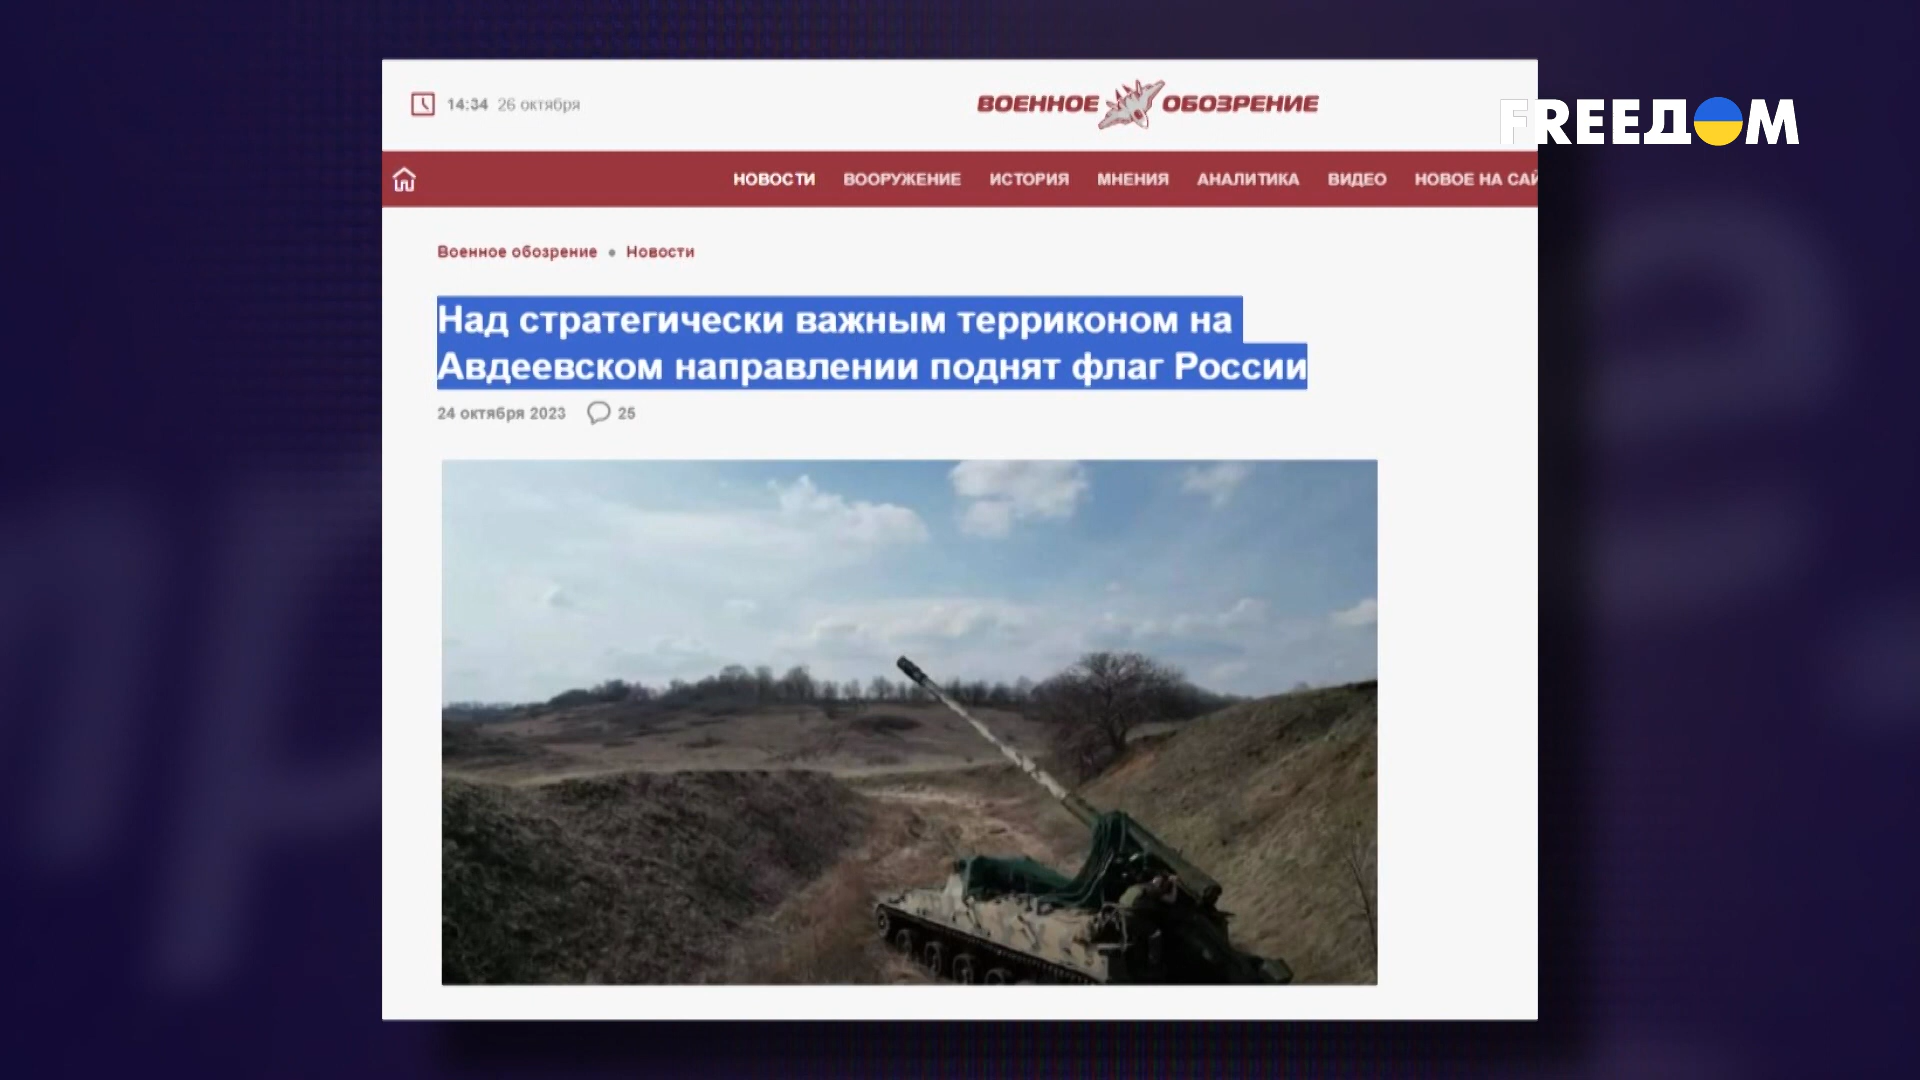 14:34 26 октября
ВОЕННОЕ ОБОЗРЕНИЕ
FREEДОМ
НОВОСТИ ВООРУЖЕНИЕ ИСТОРИЯ МНЕНИЯ АНАЛИТИКА ВИДЕО НОВОЕ НА САЙ
Военное обозрение • Новости
Над стратегически важным терриконом на
Авдеевском направлении поднят флаг России
24 октября 2023 25